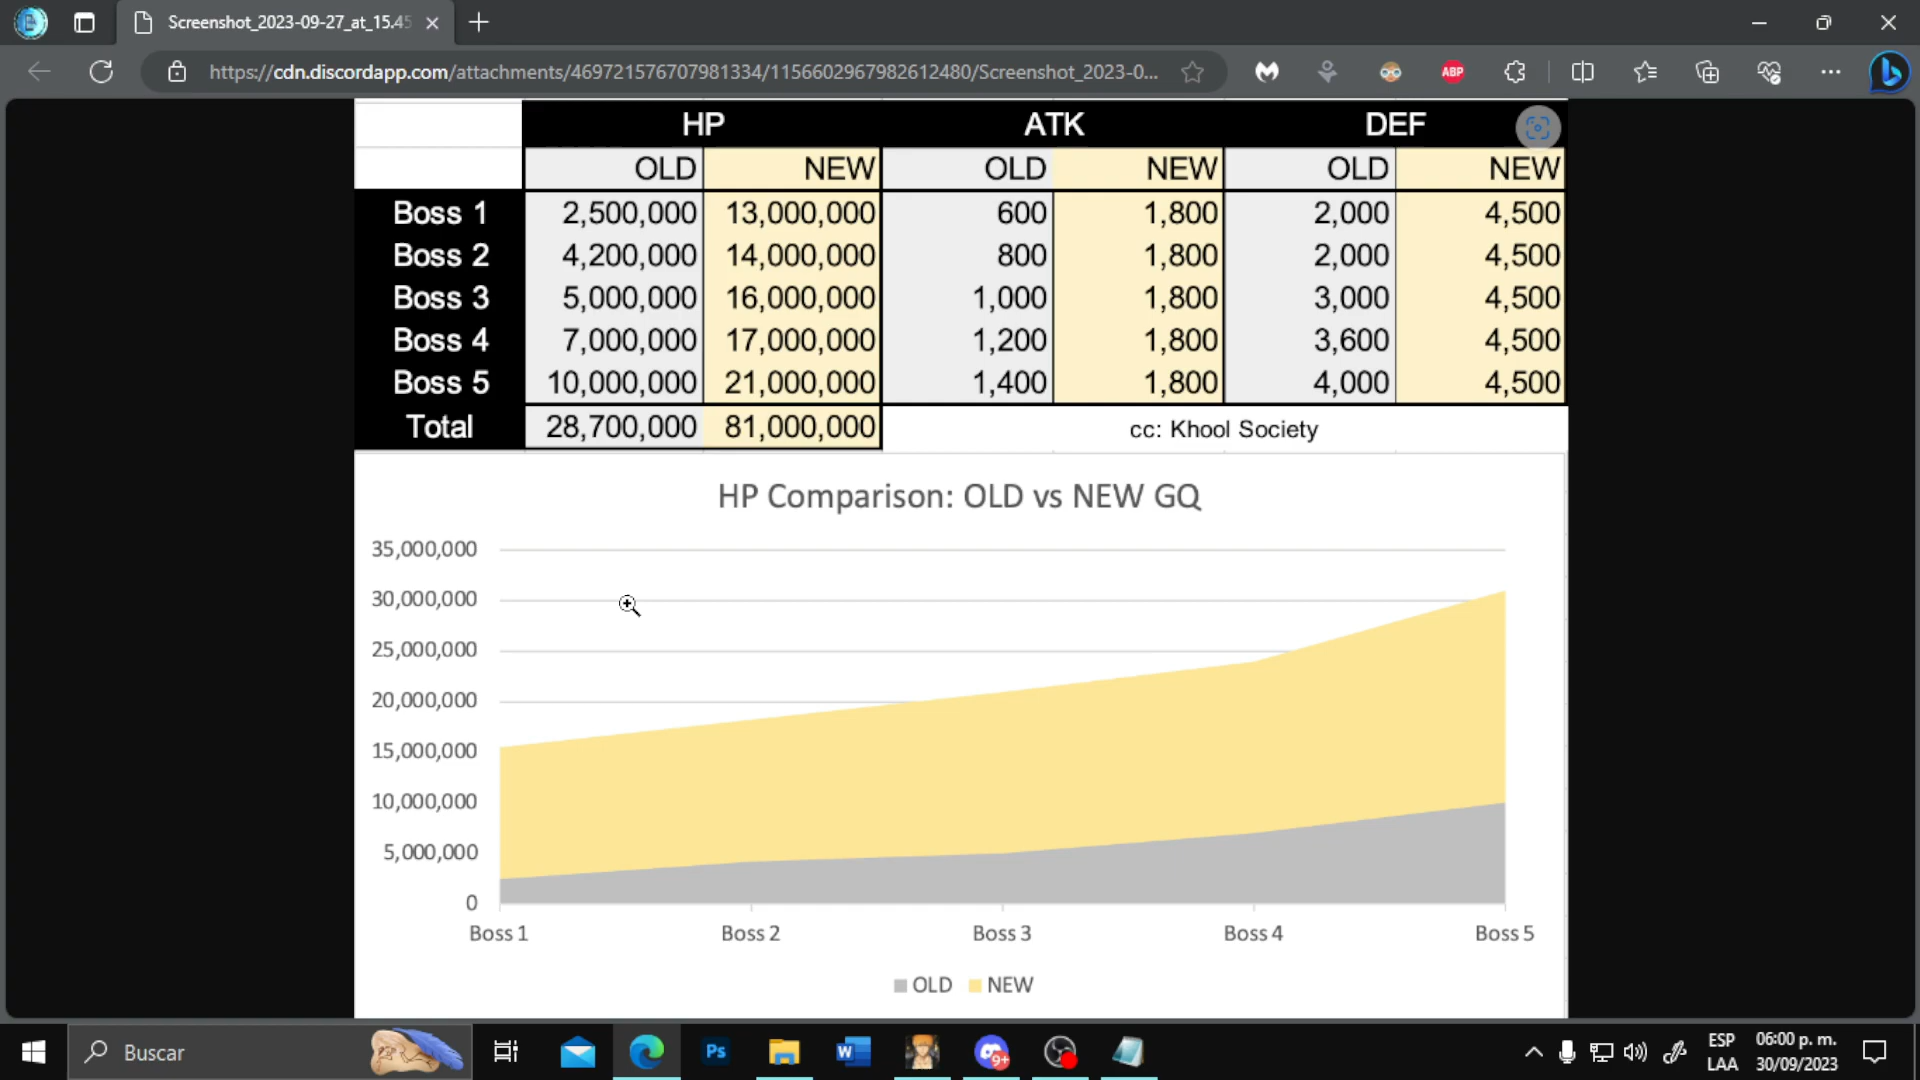 Screenshot_2023-09-27_at_15.45
https://cdn.discordapp.com/attachments/469721576707981334/1156602967982612480/Screenshot_2023-0...
ABP
HP ATK DEF
OLD NEW OLD NEW OLD NEW
Boss 1 2,500,000 13,000,000 600 1,800 2,000 4,500
Boss 2 4,200,000 14,000,000 800 1,800 2,000 4,500
Boss 3 5,000,000 16,000,000 1,000 1,800 3,000 4,500
Boss 4 7,000,000 17,000,000 1,200 1,800 3,600 4,500
Boss 5 10,000,000 21,000,000 1,400 1,800 4,000 4,500
Total 28,700,000 81,000,000 cc: Khool Society
HP Comparison: OLD vs NEW GQ
35,000,000
30,000,000
25,000,000
20,000,000
15,000,000
10,000,000
5,000,000
0
Boss 1 Boss 2 Boss 3 Boss 4 Boss 5
OLD NEW
Buscar
Ps
W
9+
ESP
LAA
06:00 p. m.
30/09/2023